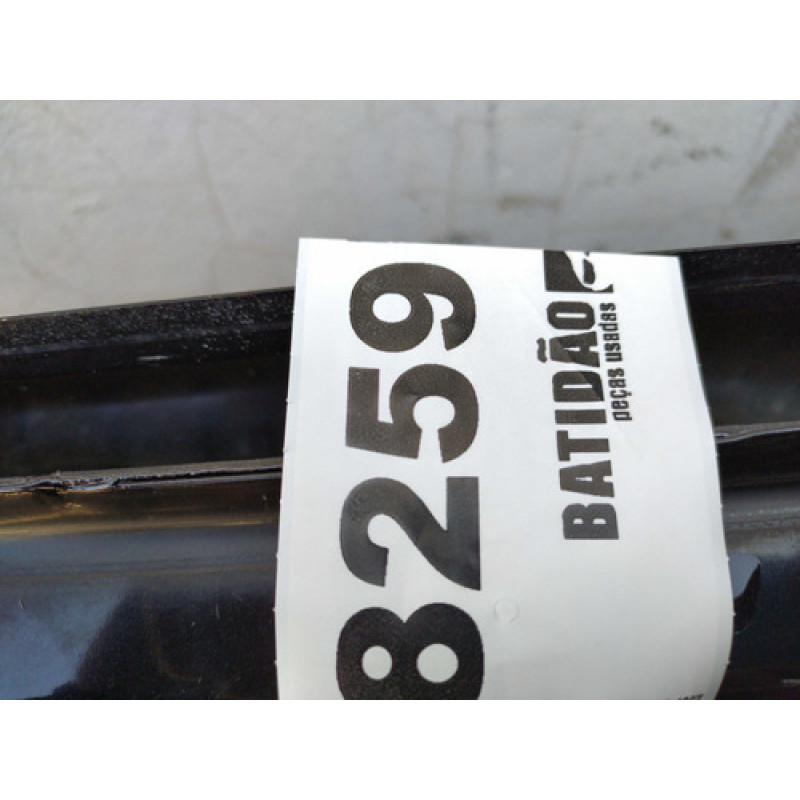 8259
BATIDÃO
peças usadas